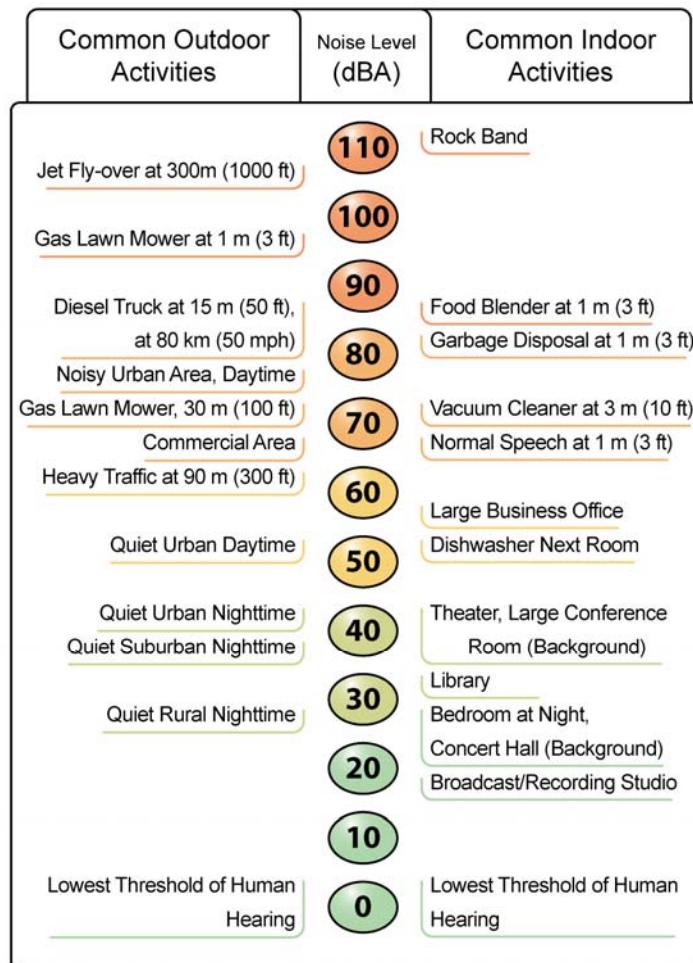 Common Outdoor
Activities
Noise Level
(dBA)
Common Indoor
Activities
110
Rock Band
Jet Fly-over at 300m (1000 ft)
100
Gas Lawn Mower at 1 m (3 ft)
90
Diesel Truck at 15 m (50 ft),
at 80 km (50 mph)
Food Blender at 1 m (3 ft)
80
Garbage Disposal at 1 m (3 ft)
Noisy Urban Area, Daytime
Gas Lawn Mower, 30 m (100 ft)
70
Vacuum Cleaner at 3 m (10 ft)
Commercial Area
Normal Speech at 1 m (3 ft)
Heavy Traffic at 90 m (300 ft)
60
Large Business Office
Quiet Urban Daytime
50
Dishwasher Next Room
Quiet Urban Nighttime
40
Theater, Large Conference
Room (Background)
Quiet Suburban Nighttime
30
Library
Quiet Rural Nighttime
Bedroom at Night,
Concert Hall (Background)
20
Broadcast/Recording Studio
10
Lowest Threshold of Human
Hearing
0
Lowest Threshold of Human
Hearing